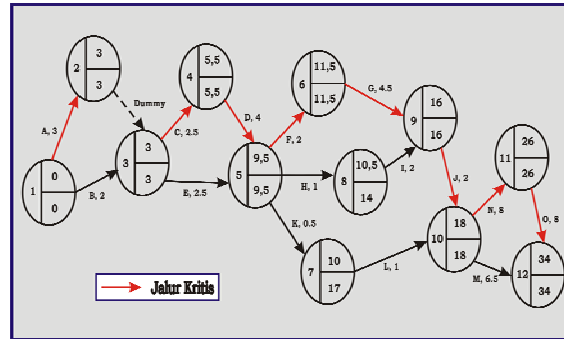 2
3
3
A, 3
1
0
0
Dummy
B, 2
3
3
3
C, 2.5
4
5,5
5,5
D, 4
E, 2.5
5
9,5
9,5
F, 2
6
11,5
11,5
G, 4.5
H, 1
8
10,5
14
I, 2
9
16
16
K, 0.5
7
10
17
L, 1
J, 2
10
18
18
N, 8
11
26
26
O, 8
M, 6.5
12
34
34
Jalur Kritis